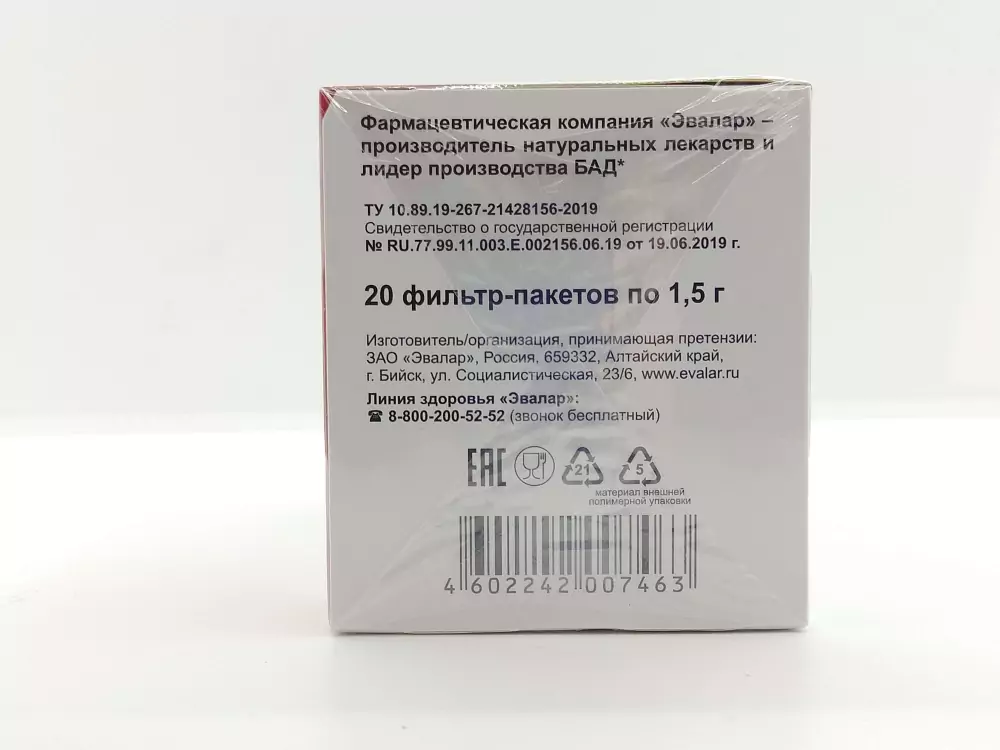 Фармацевтическая компания «Эвалар» –
производитель натуральных лекарств и
лидер производства БАД*
ТУ 10.89.19-267-21428156-2019
Свидетельство о государственной регистрации
№ RU.77.99.11.003.Е.002156.06.19 от 19.06.2019 г.
20 фильтр-пакетов по 1,5 г
Изготовитель/организация, принимающая претензии:
ЗАО «Эвалар», Россия, 659332, Алтайский край,
г. Бийск, ул. Социалистическая, 23/6, www.evalar.ru
Линия здоровья «Эвалар»:
☎ 8-800-200-52-52 (звонок бесплатный)
EAC 21 5
материал внешней
полимерной упаковки
4 602242 007463